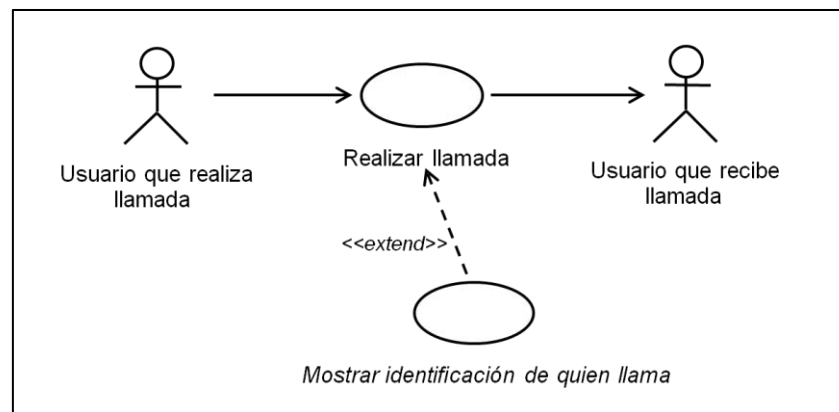 Usuario que realiza
llamada
Realizar llamada
Usuario que recibe
llamada
<<extend>>
Mostrar identificación de quien llama